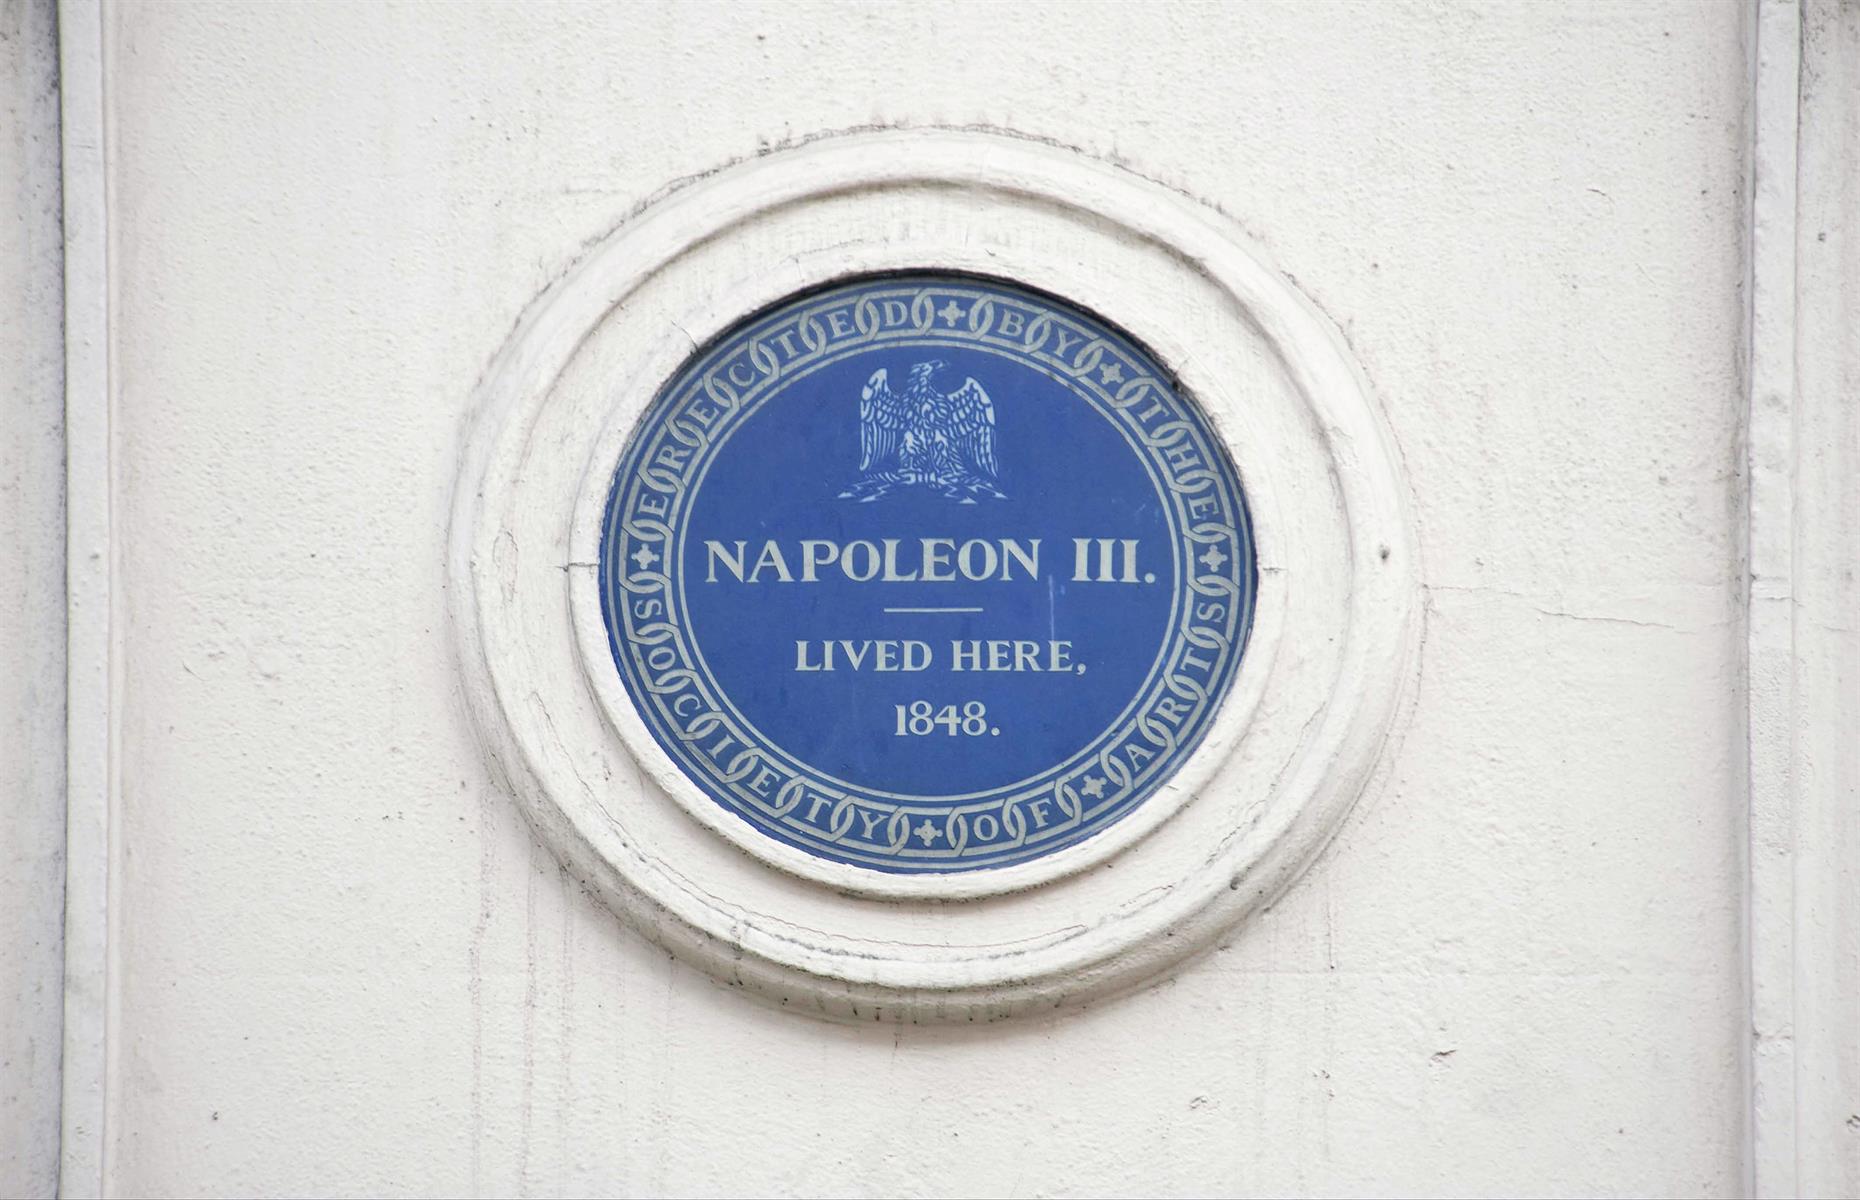 ERECTED BY THE SOCIETY OF ARTS
NAPOLEON III.
LIVED HERE,
1848.